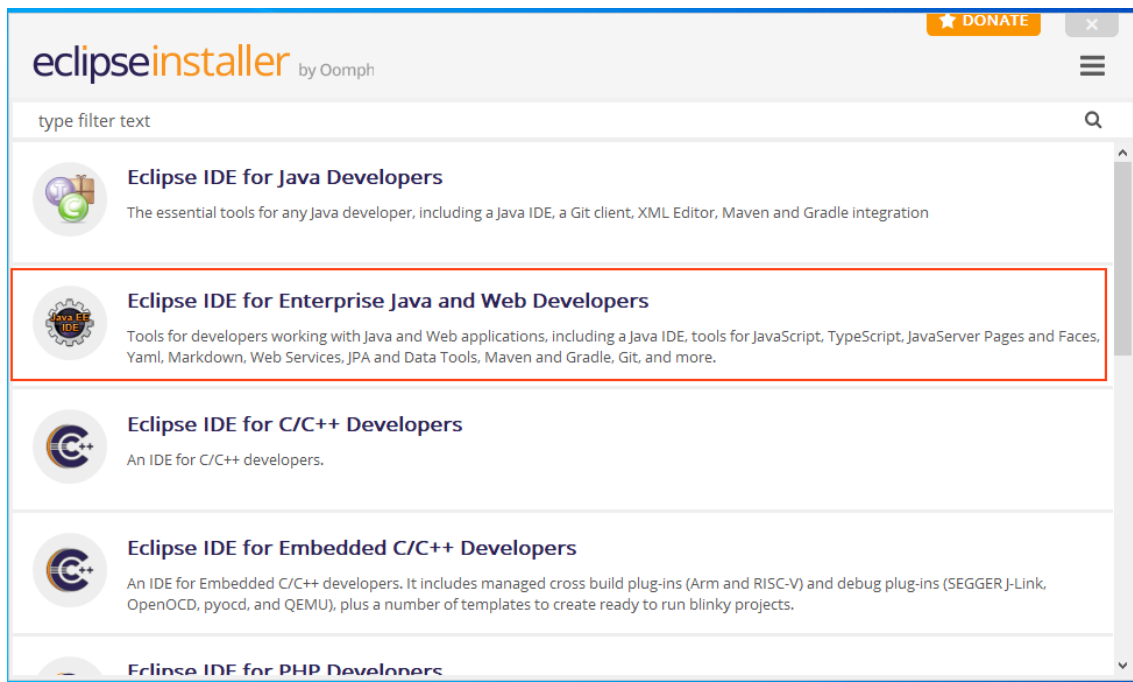 DONATE
eclipseinstaller by Oomph
type filter text
Eclipse IDE for Java Developers
The essential tools for any Java developer, including a Java IDE, a Git client, XML Editor, Maven and Gradle integration
Java EE
IDE
Eclipse IDE for Enterprise Java and Web Developers
Tools for developers working with Java and Web applications, including a Java IDE, tools for JavaScript, TypeScript, JavaServer Pages and Faces,
Yaml, Markdown, Web Services, JPA and Data Tools, Maven and Gradle, Git, and more.
C++
Eclipse IDE for C/C++ Developers
An IDE for C/C++ developers.
C++
Eclipse IDE for Embedded C/C++ Developers
An IDE for Embedded C/C++ developers. It includes managed cross build plug-ins (Arm and RISC-V) and debug plug-ins (SEGGER J-Link,
OpenOCD, pyocd, and QEMU), plus a number of templates to create ready to run blinky projects.
Eclipse IDE for PHP Developers